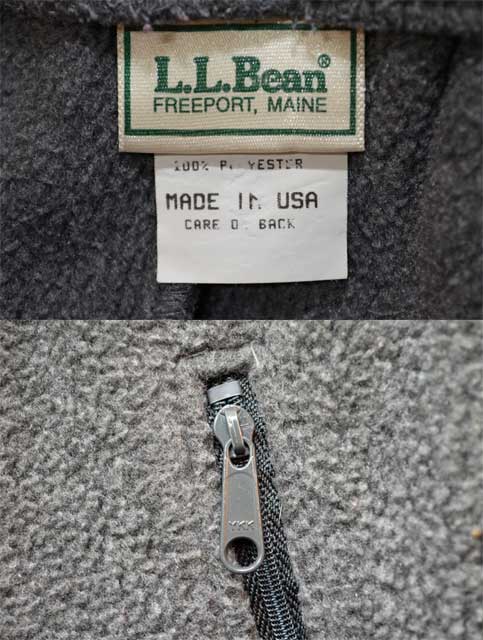 L.L.Bean®
FREEPORT, MAINE
100% P. YESTER
MADE IN USA
CARE O. BACK
YKK